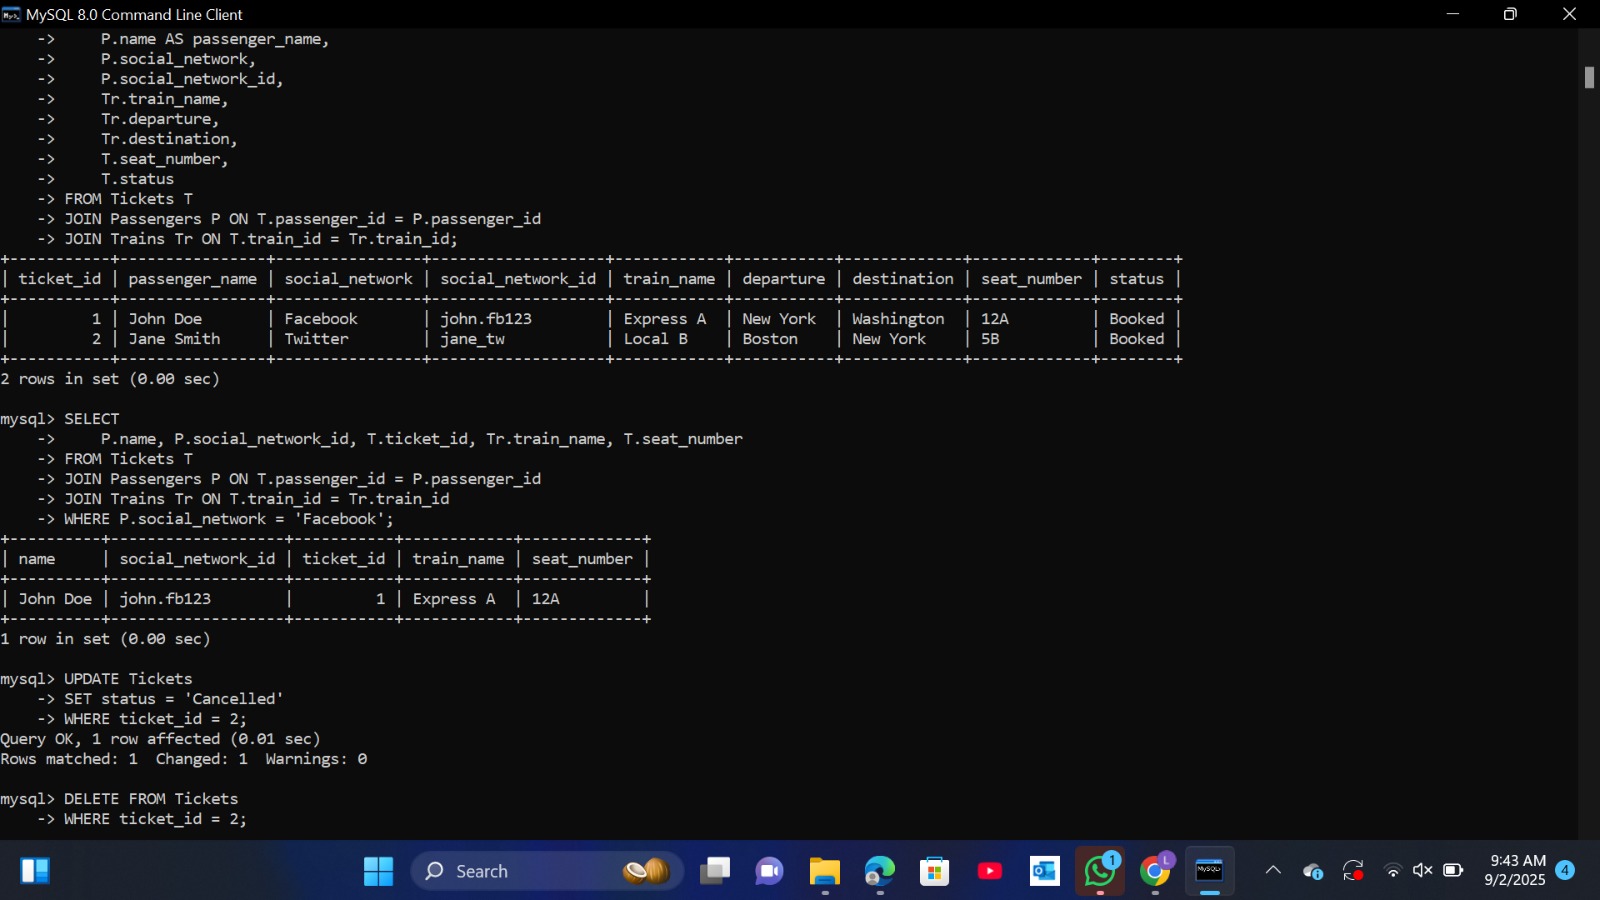 MySQL 8.0 Command Line Client
    ->     P.name AS passenger_name,
    ->     P.social_network,
    ->     P.social_network_id,
    ->     Tr.train_name,
    ->     Tr.departure,
    ->     Tr.destination,
    ->     T.seat_number,
    ->     T.status
    -> FROM Tickets T
    -> JOIN Passengers P ON T.passenger_id = P.passenger_id
    -> JOIN Trains Tr ON T.train_id = Tr.train_id;
+-----------+----------------+----------------+-------------------+------------+-----------+-------------+-------------+--------+
| ticket_id | passenger_name | social_network | social_network_id | train_name | departure | destination | seat_number | status |
+-----------+----------------+----------------+-------------------+------------+-----------+-------------+-------------+--------+
|         1 | John Doe       | Facebook       | john.fb123        | Express A  | New York  | Washington  | 12A         | Booked |
|         2 | Jane Smith     | Twitter        | jane_tw           | Local B    | Boston    | New York    | 5B          | Booked |
+-----------+----------------+----------------+-------------------+------------+-----------+-------------+-------------+--------+
2 rows in set (0.00 sec)
mysql> SELECT
    ->     P.name, P.social_network_id, T.ticket_id, Tr.train_name, T.seat_number
    -> FROM Tickets T
    -> JOIN Passengers P ON T.passenger_id = P.passenger_id
    -> JOIN Trains Tr ON T.train_id = Tr.train_id
    -> WHERE P.social_network = 'Facebook';
+----------+-------------------+-----------+------------+-------------+
| name     | social_network_id | ticket_id | train_name | seat_number |
+----------+-------------------+-----------+------------+-------------+
| John Doe | john.fb123        |         1 | Express A  | 12A         |
+----------+-------------------+-----------+------------+-------------+
1 row in set (0.00 sec)
mysql> UPDATE Tickets
    -> SET status = 'Cancelled'
    -> WHERE ticket_id = 2;
Query OK, 1 row affected (0.01 sec)
Rows matched: 1  Changed: 1  Warnings: 0
mysql> DELETE FROM Tickets
    -> WHERE ticket_id = 2;
Search
1
L
MySQL
9:43 AM
9/2/2025
4